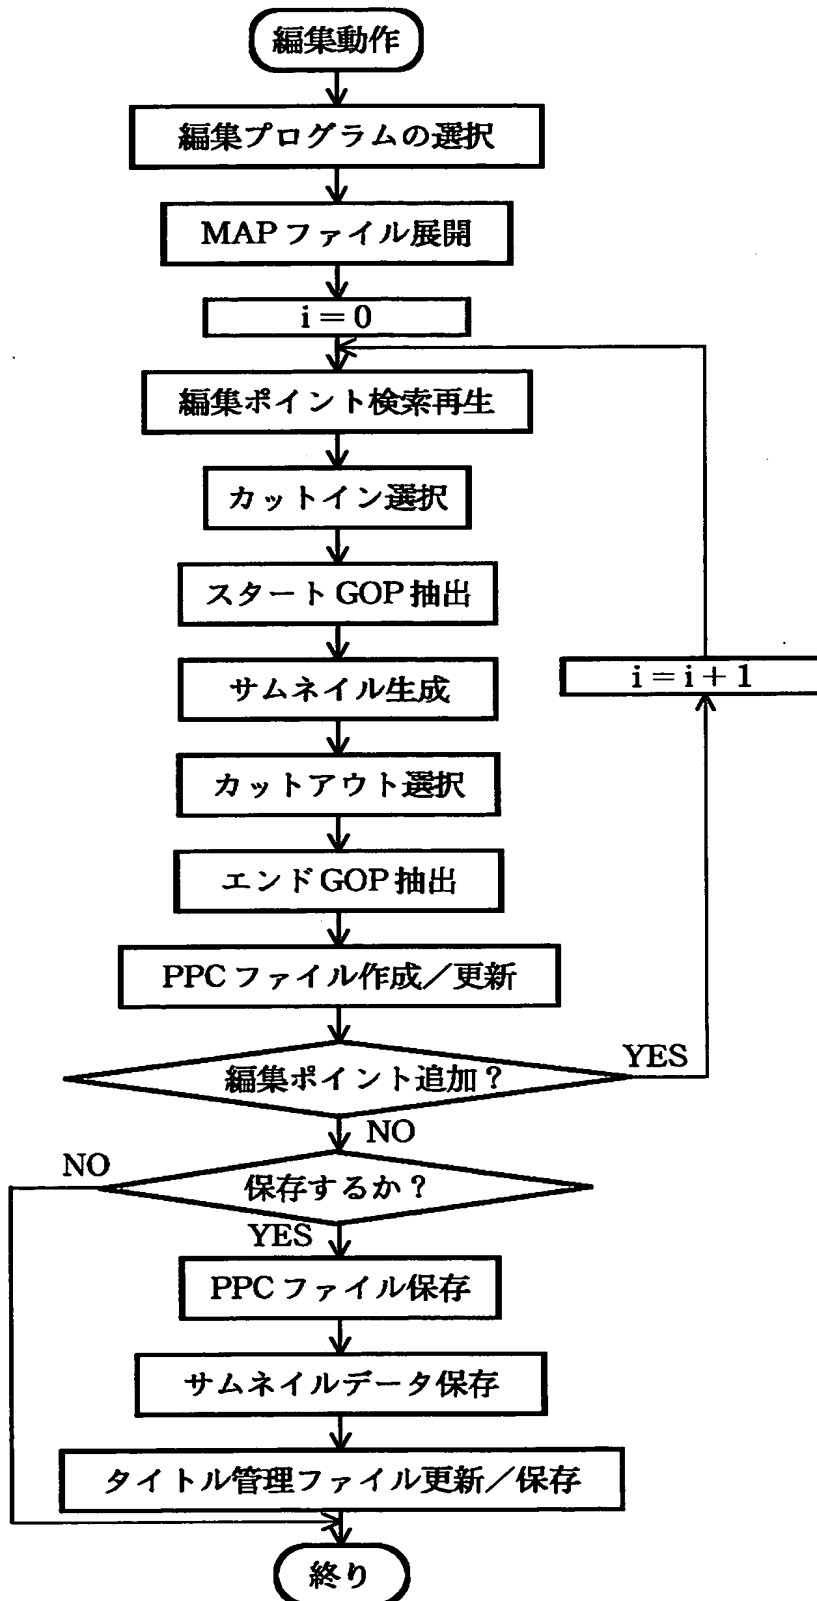 編集動作
編集プログラムの選択
MAPファイル展開
i = 0
編集ポイント検索再生
カットイン選択
スタートGOP抽出
サムネイル生成
i = i + 1
カットアウト選択
エンドGOP抽出
PPCファイル作成／更新
編集ポイント追加？
YES
NO
保存するか？
NO
YES
PPCファイル保存
サムネイルデータ保存
タイトル管理ファイル更新／保存
終り